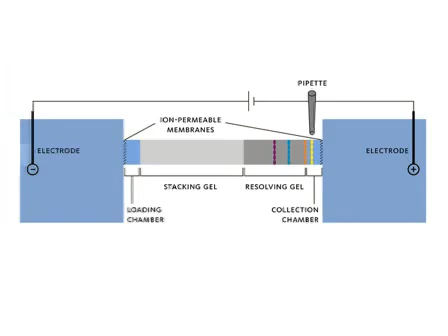 PIPETTE
ION-PERMEABLE
MEMBRANES
ELECTRODE
ELECTRODE
−
+
STACKING GEL
RESOLVING GEL
LOADING
CHAMBER
COLLECTION
CHAMBER